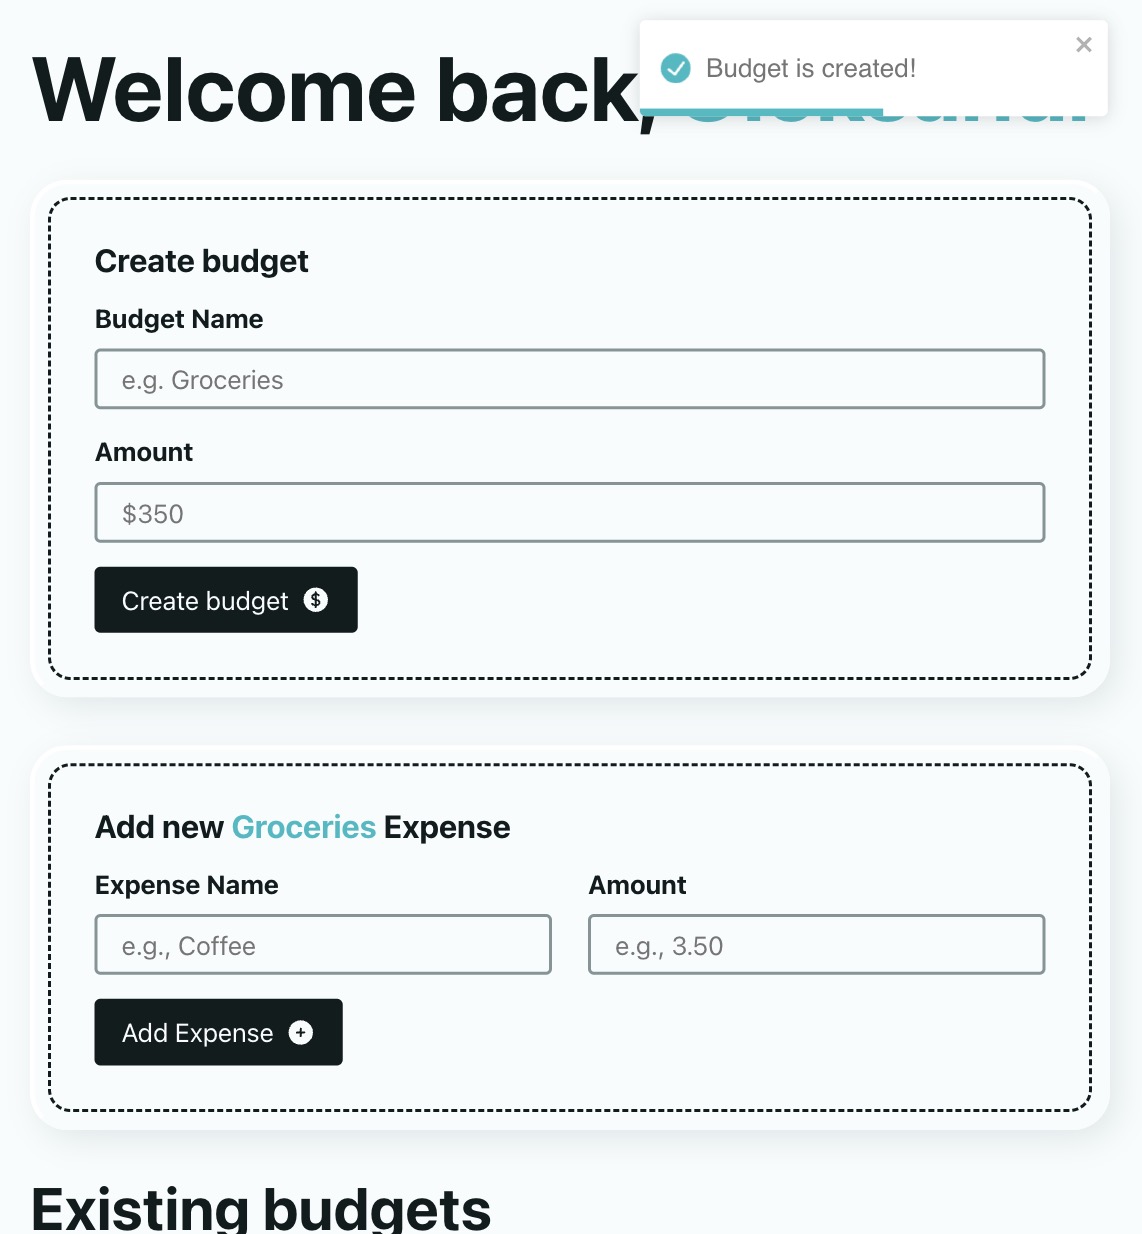 Welcome back,
Budget is created!
Create budget
Budget Name
e.g. Groceries
Amount
$350
Create budget
Add new Groceries Expense
Expense Name
Amount
e.g., Coffee
e.g., 3.50
Add Expense
Existing budgets